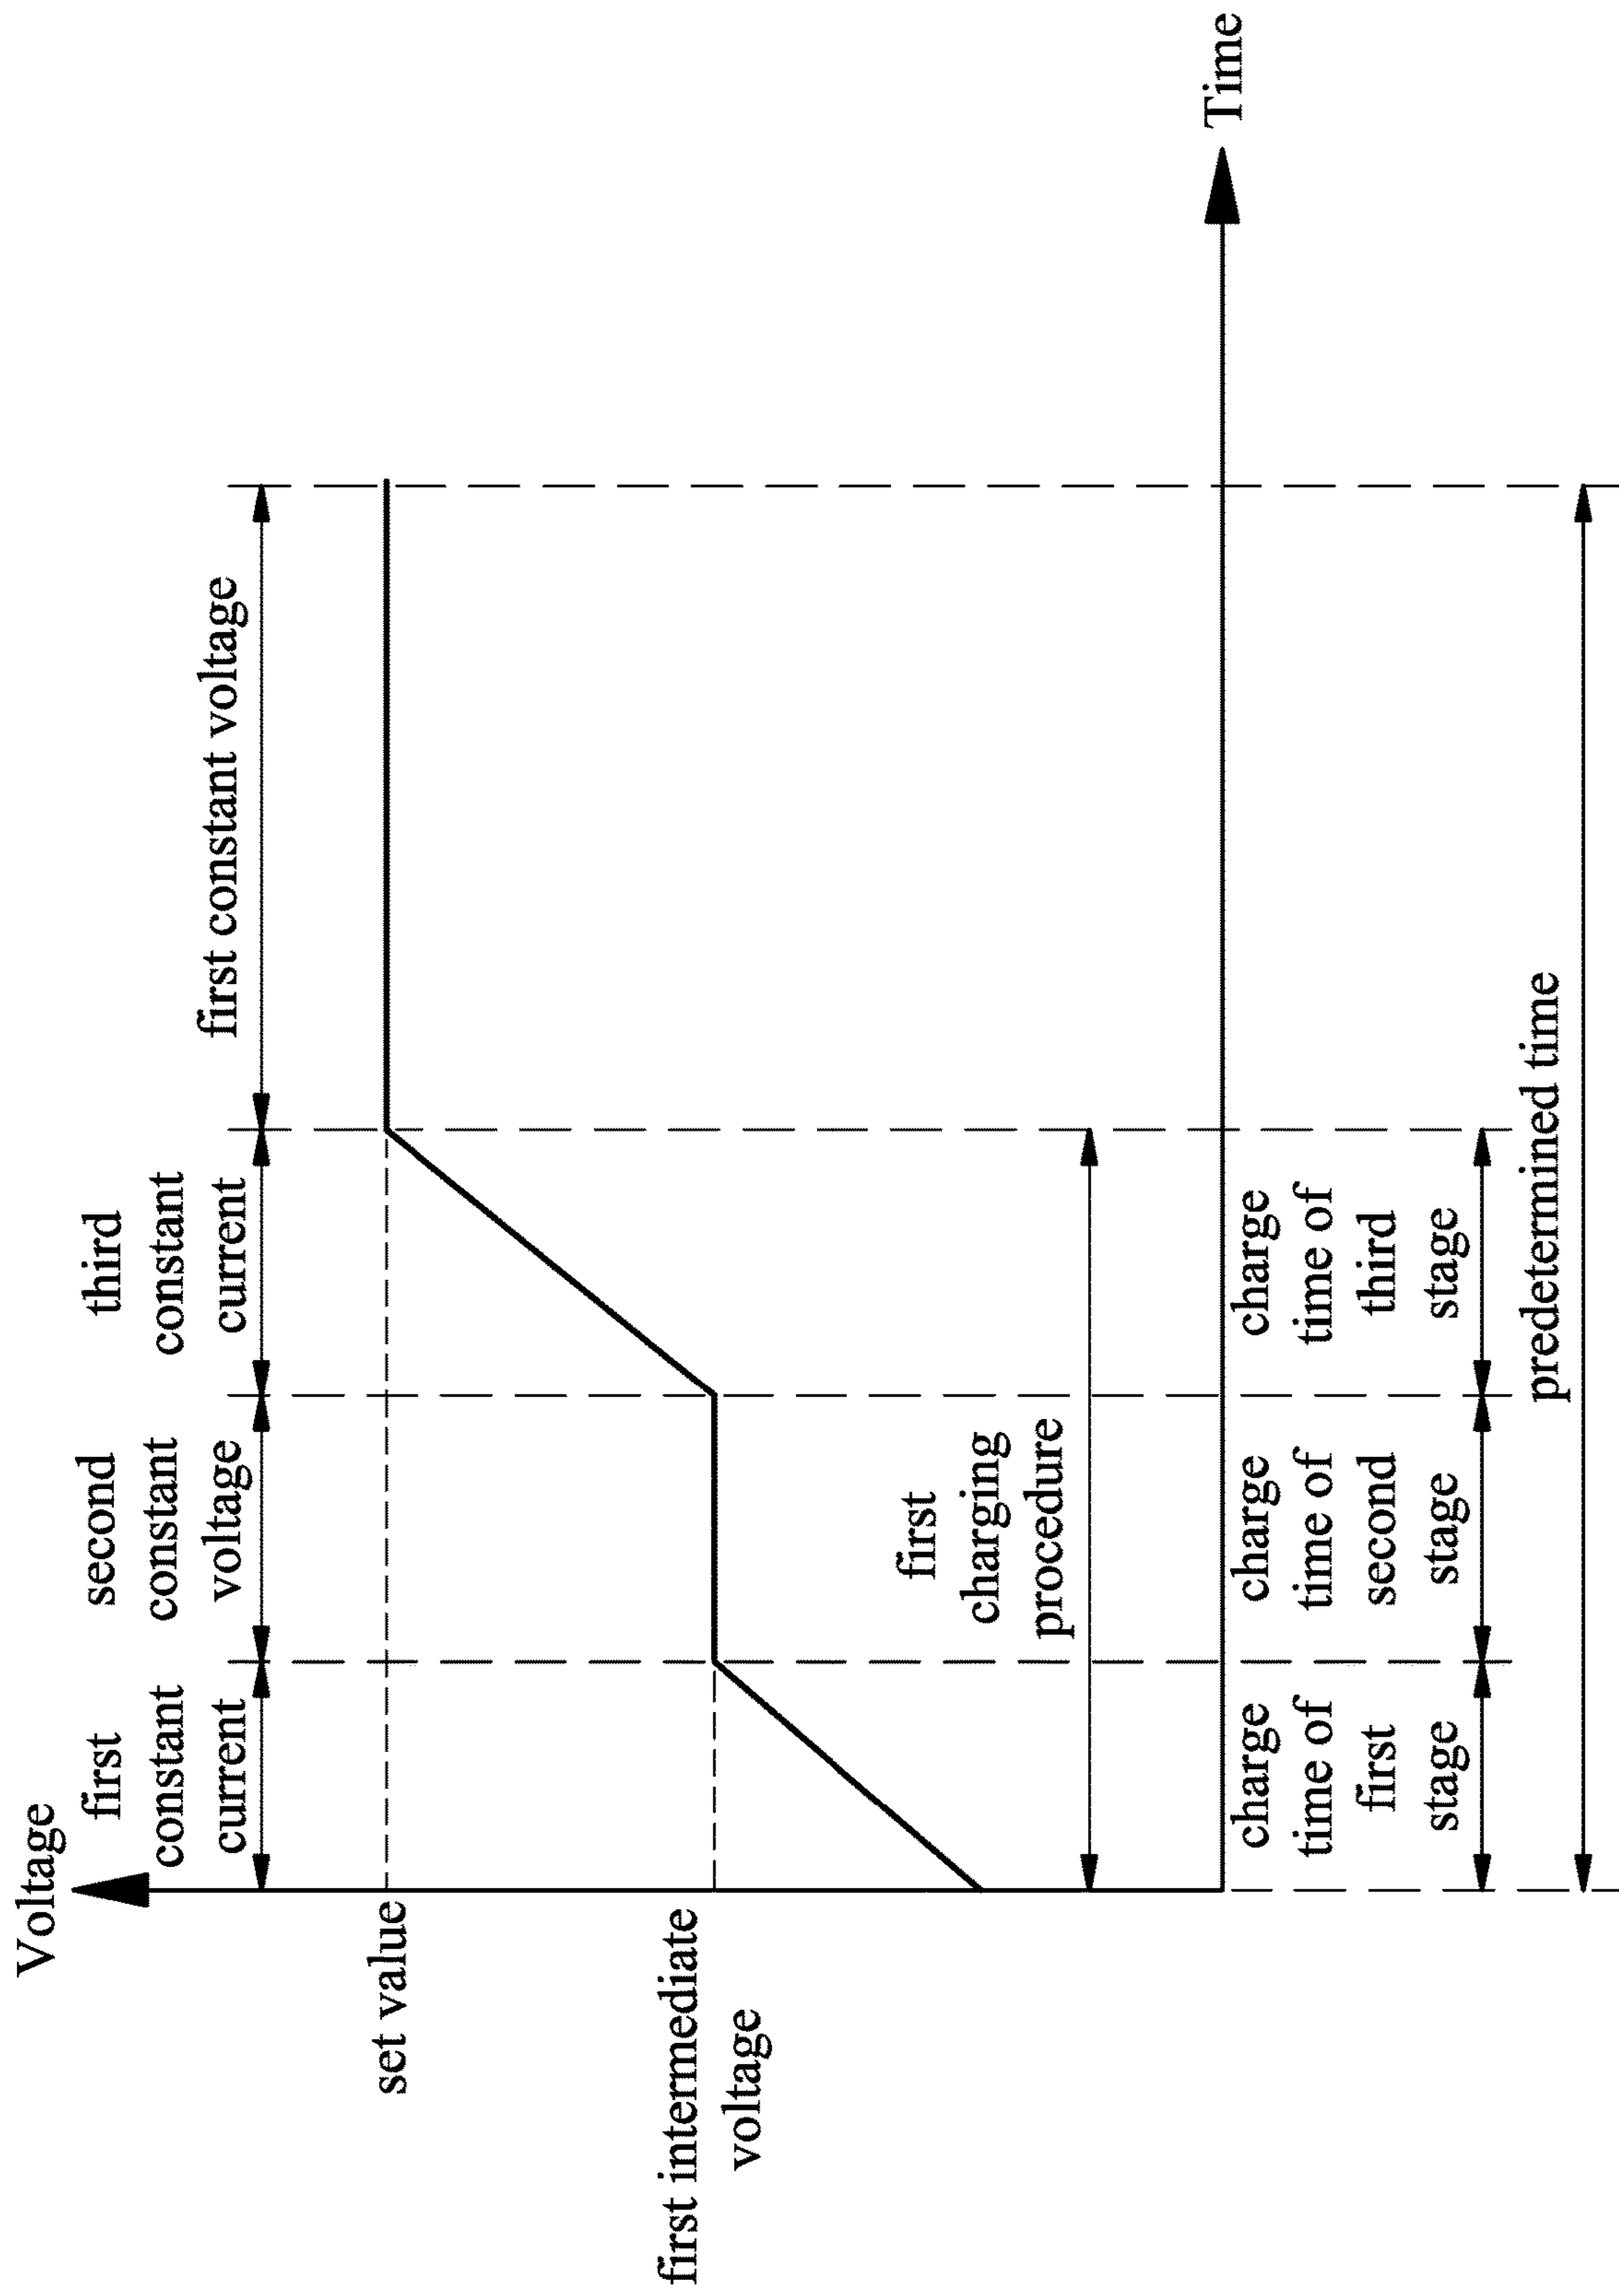 Voltage
first
constant
current
second
constant
voltage
third
constant
current
first constant voltage
set value
first intermediate
voltage
first
charging
procedure
Time
charge
time of
first
stage
charge
time of
second
stage
charge
time of
third
stage
predetermined time